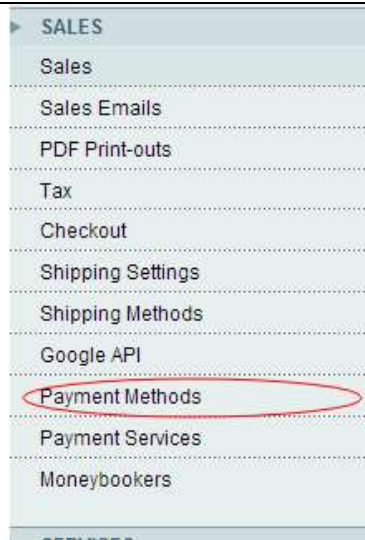 SALES
Sales
Sales Emails
PDF Print-outs
Tax
Checkout
Shipping Settings
Shipping Methods
Google API
Payment Methods
Payment Services
Moneybookers
SERVICES